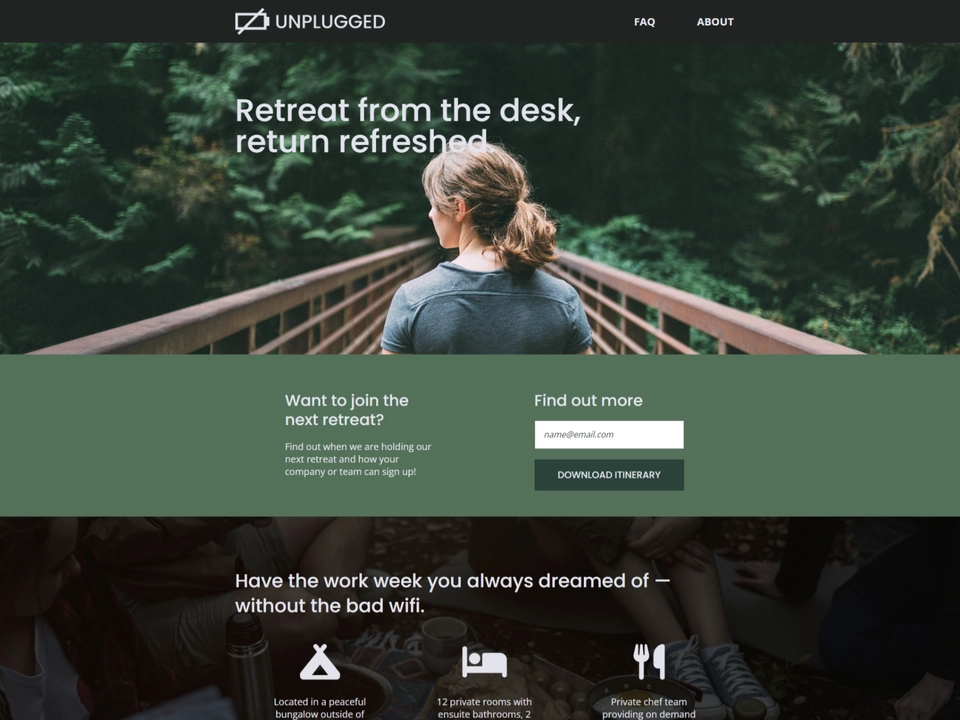 UNPLUGGED
FAQ
ABOUT
Retreat from the desk,
return refreshed.
Want to join the
next retreat?
Find out when we are holding our
next retreat and how your
company or team can sign up!
Find out more
name@email.com
DOWNLOAD ITINERARY
Have the work week you always dreamed of —
without the bad wifi.
Located in a peaceful
bungalow outside of
12 private rooms with
ensuite bathrooms, 2
Private chef team
providing on demand